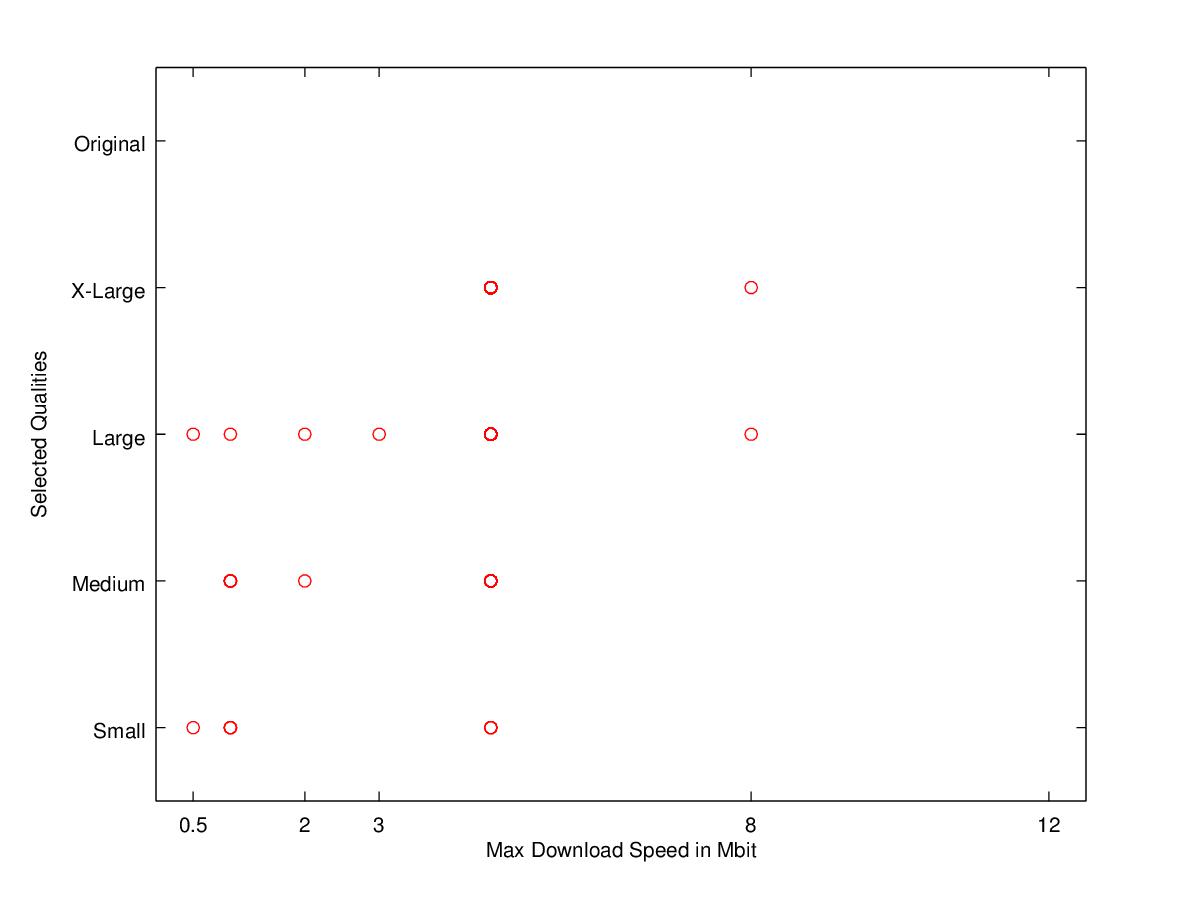 Original
X-Large
Large
Medium
Small
Selected Qualities
0.5 2 3 8 12
Max Download Speed in Mbit